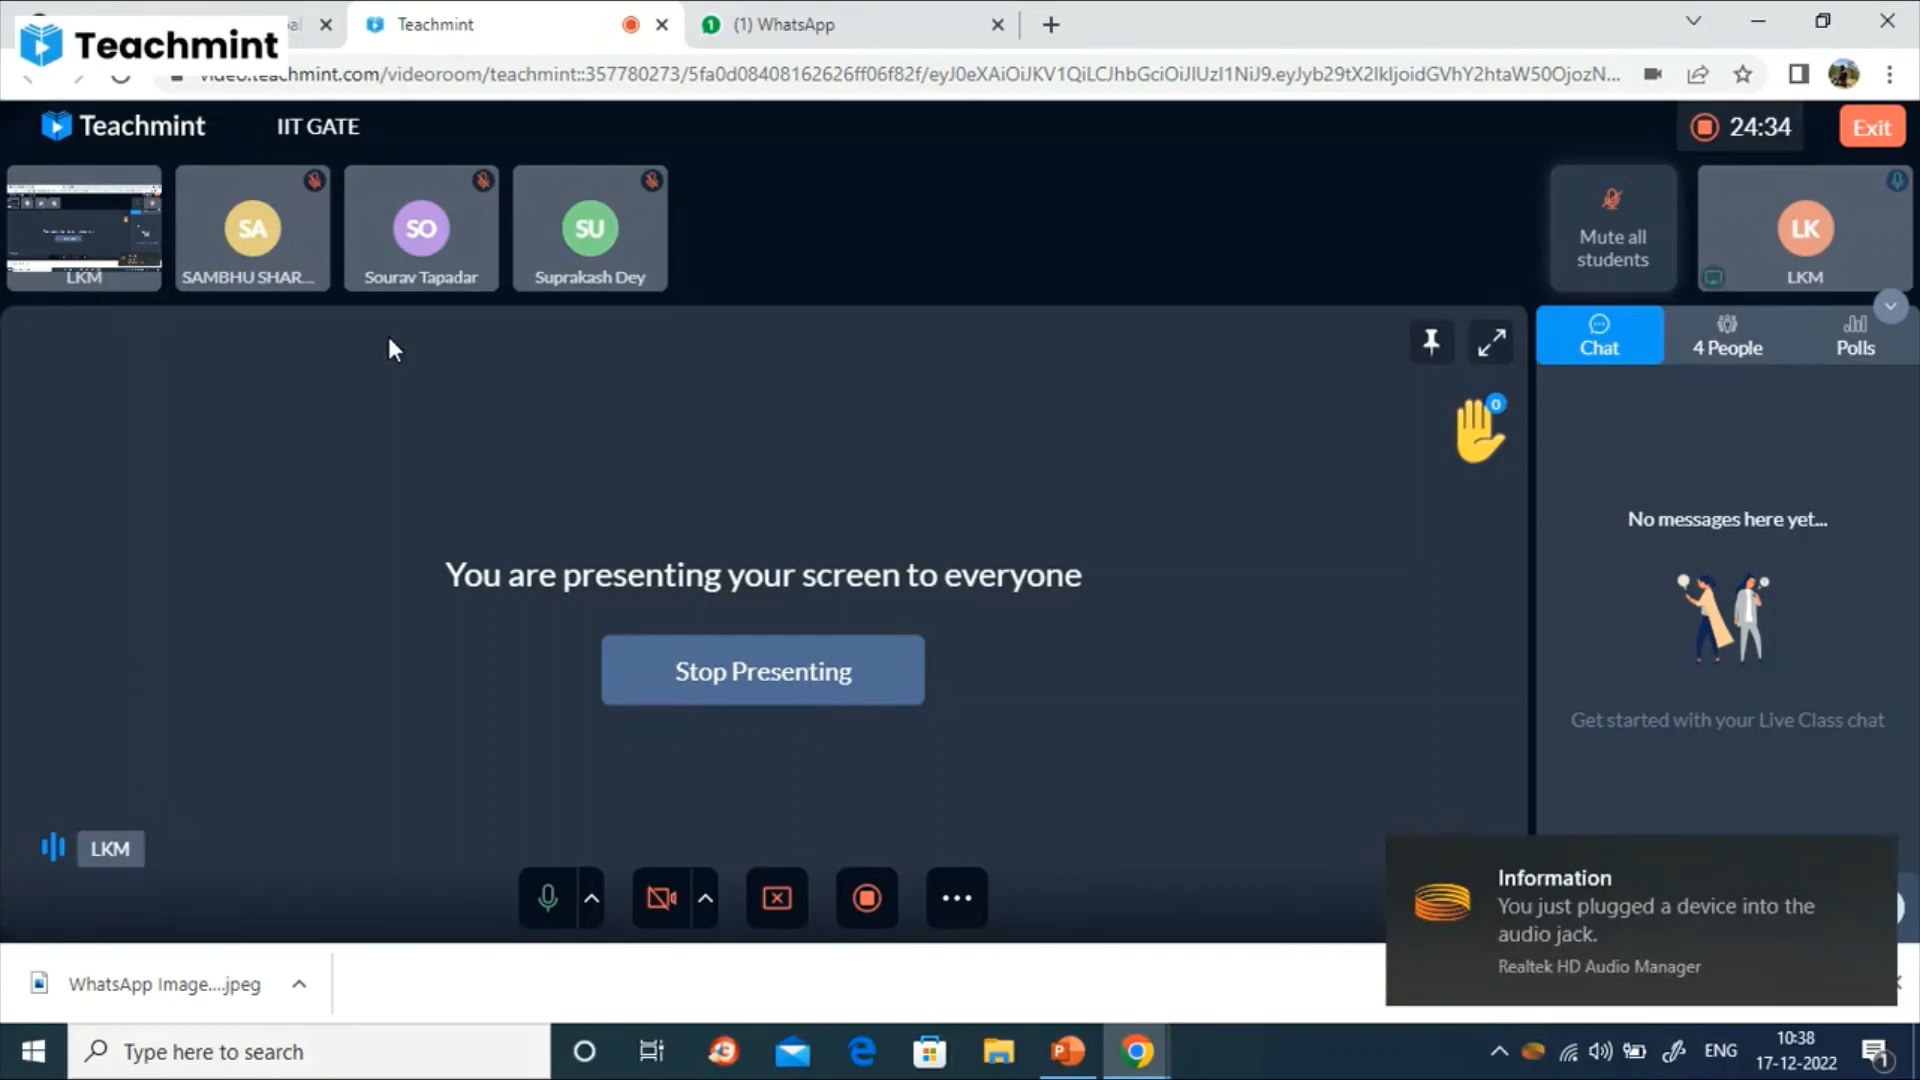 Teachmint
Teachmint
(1) WhatsApp
video.teachmint.com/videoroom/teachmint::357780273/5fa0d08408162626ff06f82f/eyJ0eXAiOiJKV1QiLCJhbGciOiJIUzI1NiJ9.eyJyb29tX2lkIjoidGVhY2htaW50OjozN...
Teachmint
IIT GATE
24:34
Exit
LKM
SA
SAMBHU SHAR...
SO
Sourav Tapadar
SU
Suprakash Dey
Mute all
students
LK
LKM
Chat
4 People
Polls
0
No messages here yet...
You are presenting your screen to everyone
Stop Presenting
Get started with your Live Class chat
LKM
Information
You just plugged a device into the
audio jack.
Realtek HD Audio Manager
WhatsApp Image....jpeg
Type here to search
ENG
10:38
17-12-2022
1